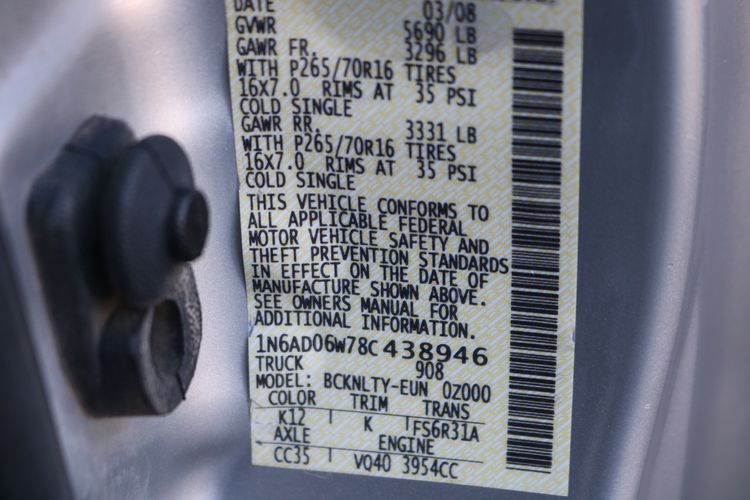 DATE 03/08
GVWR 5690 LB
GAWR FR. 3296 LB
WITH P265/70R16 TIRES
16X7.0 RIMS AT 35 PSI
COLD SINGLE
GAWR RR. 3331 LB
WITH P265/70R16 TIRES
16X7.0 RIMS AT 35 PSI
COLD SINGLE
THIS VEHICLE CONFORMS TO
ALL APPLICABLE FEDERAL
MOTOR VEHICLE SAFETY AND
THEFT PREVENTION STANDARDS
IN EFFECT ON THE DATE OF
MANUFACTURE SHOWN ABOVE.
SEE OWNERS MANUAL FOR
ADDITIONAL INFORMATION.
1N6AD06W78C438946
TRUCK 908
MODEL: BCKNLTY-EUN 0Z000
COLOR TRIM TRANS
K12 K FS6R31A
AXLE ENGINE
CC35 VQ40 3954CC